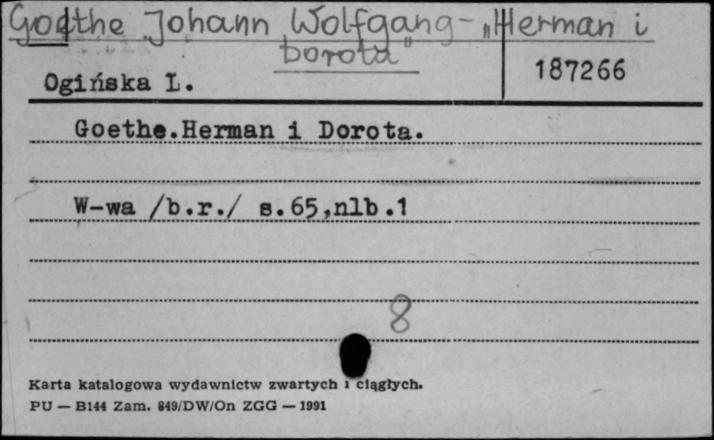 Goethe Johann Wolfgang - "Herman i
Dorota"
187266
Ogińska L.
Goethe.Herman i Dorota.
W-wa /b.r./ s.65,nlb.1
8
Karta katalogowa wydawnictw zwartych i ciągłych.
PU — B144 Zam. 849/DW/On ZGG — 1991